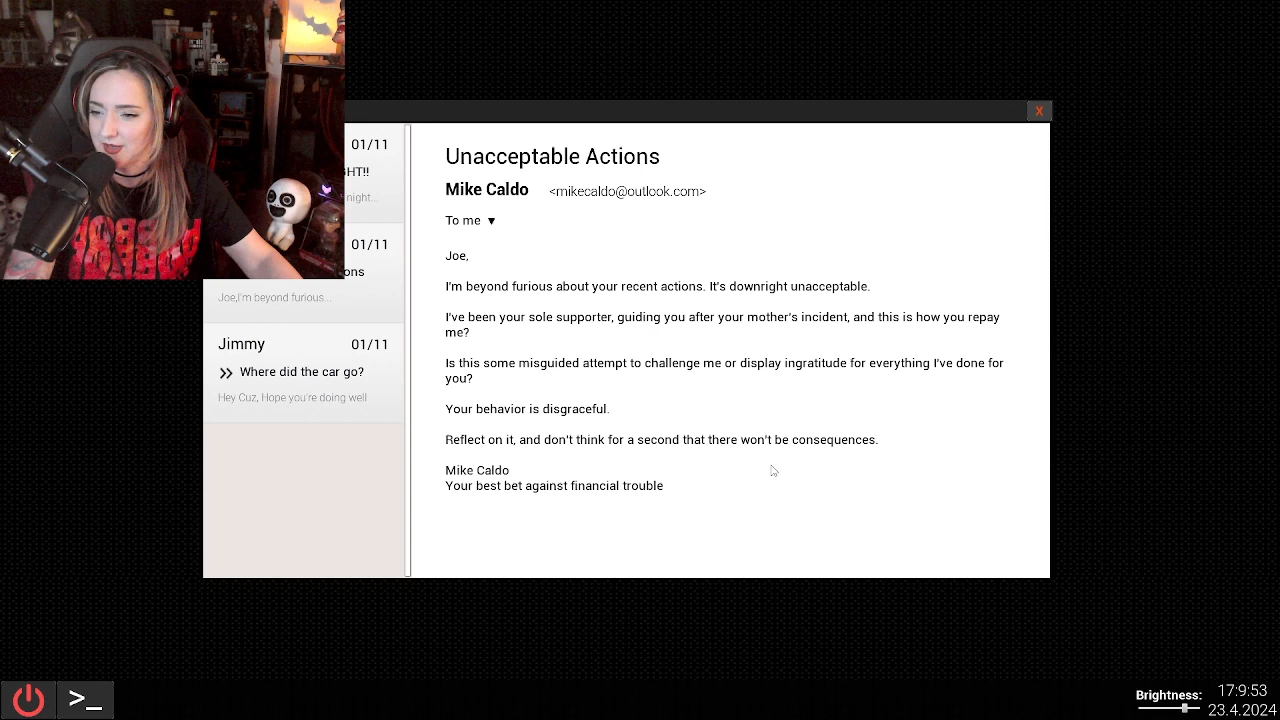 01/11
GHT!!
night...
01/11
ons
Joe,I'm beyond furious...
Jimmy 01/11
Where did the car go?
Hey Cuz, Hope you're doing well
X
Unacceptable Actions
Mike Caldo <mikecaldo@outlook.com>
To me ▼
Joe,
I'm beyond furious about your recent actions. It's downright unacceptable.
I've been your sole supporter, guiding you after your mother's incident, and this is how you repay
me?
Is this some misguided attempt to challenge me or display ingratitude for everything I've done for
you?
Your behavior is disgraceful.
Reflect on it, and don't think for a second that there won't be consequences.
Mike Caldo
Your best bet against financial trouble
>_
Brightness: 17:9:53
23.4.2024